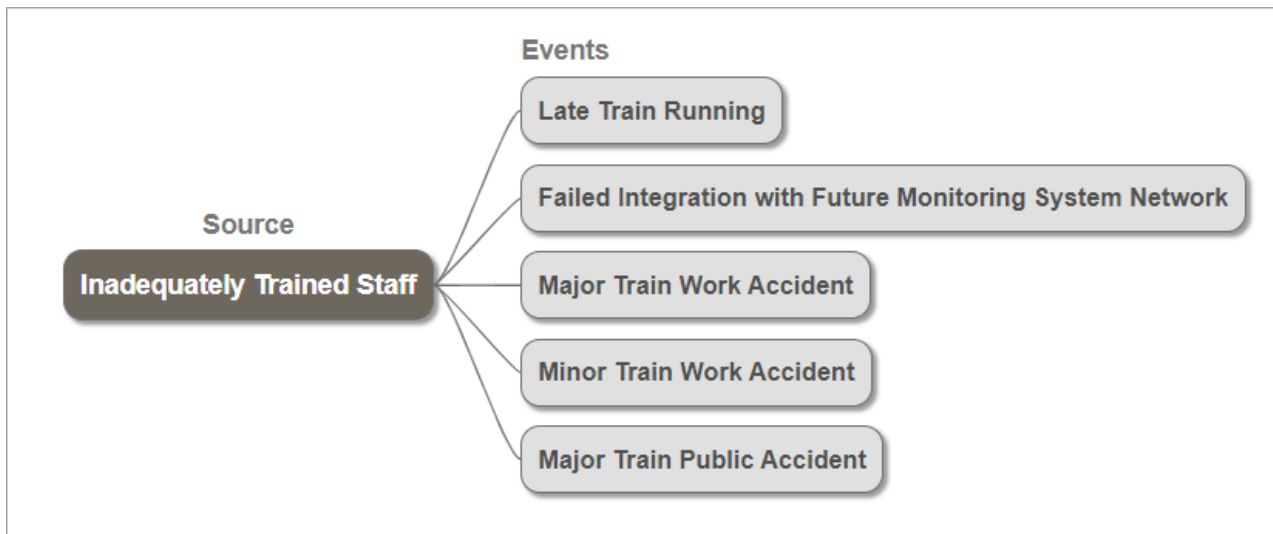 Events
Late Train Running
Failed Integration with Future Monitoring System Network
Source
Inadequately Trained Staff
Major Train Work Accident
Minor Train Work Accident
Major Train Public Accident